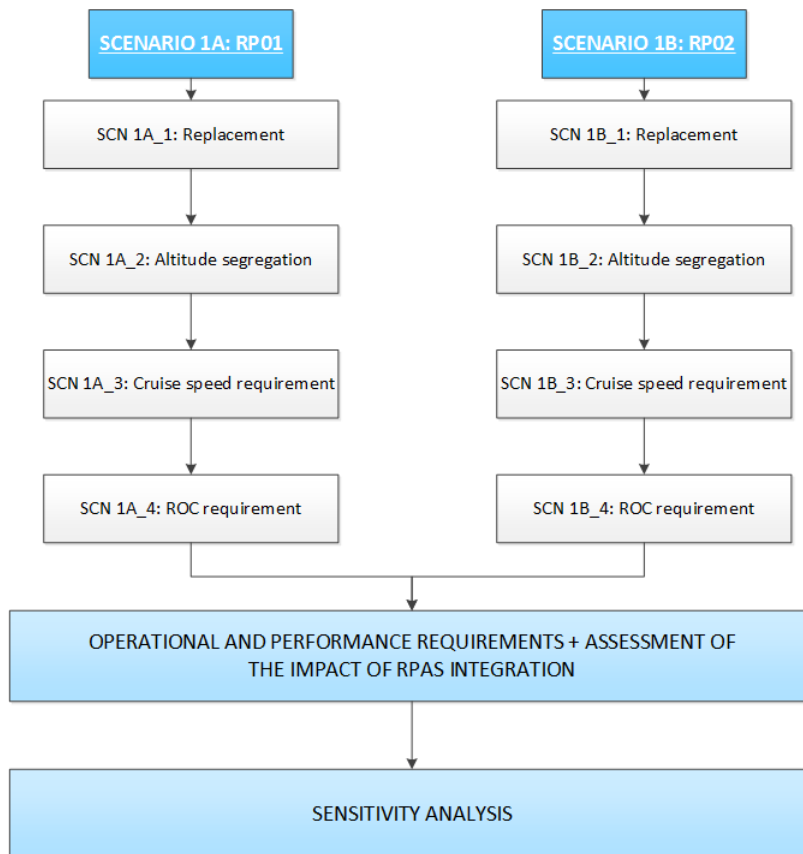 SCENARIO 1A: RP01
SCN 1A_1: Replacement
SCN 1A_2: Altitude segregation
SCN 1A_3: Cruise speed requirement
SCN 1A_4: ROC requirement
SCENARIO 1B: RP02
SCN 1B_1: Replacement
SCN 1B_2: Altitude segregation
SCN 1B_3: Cruise speed requirement
SCN 1B_4: ROC requirement
OPERATIONAL AND PERFORMANCE REQUIREMENTS + ASSESSMENT OF
THE IMPACT OF RPAS INTEGRATION
SENSITIVITY ANALYSIS